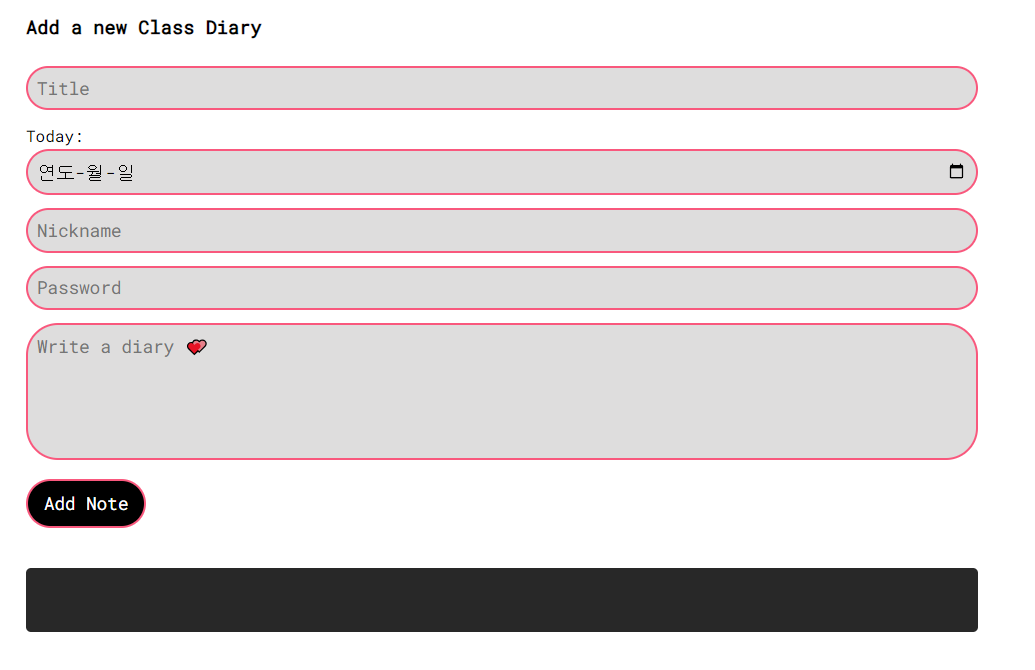 Add a new Class Diary
Title
Today:
연도-월-일
Nickname
Password
Write a diary 💕
Add Note